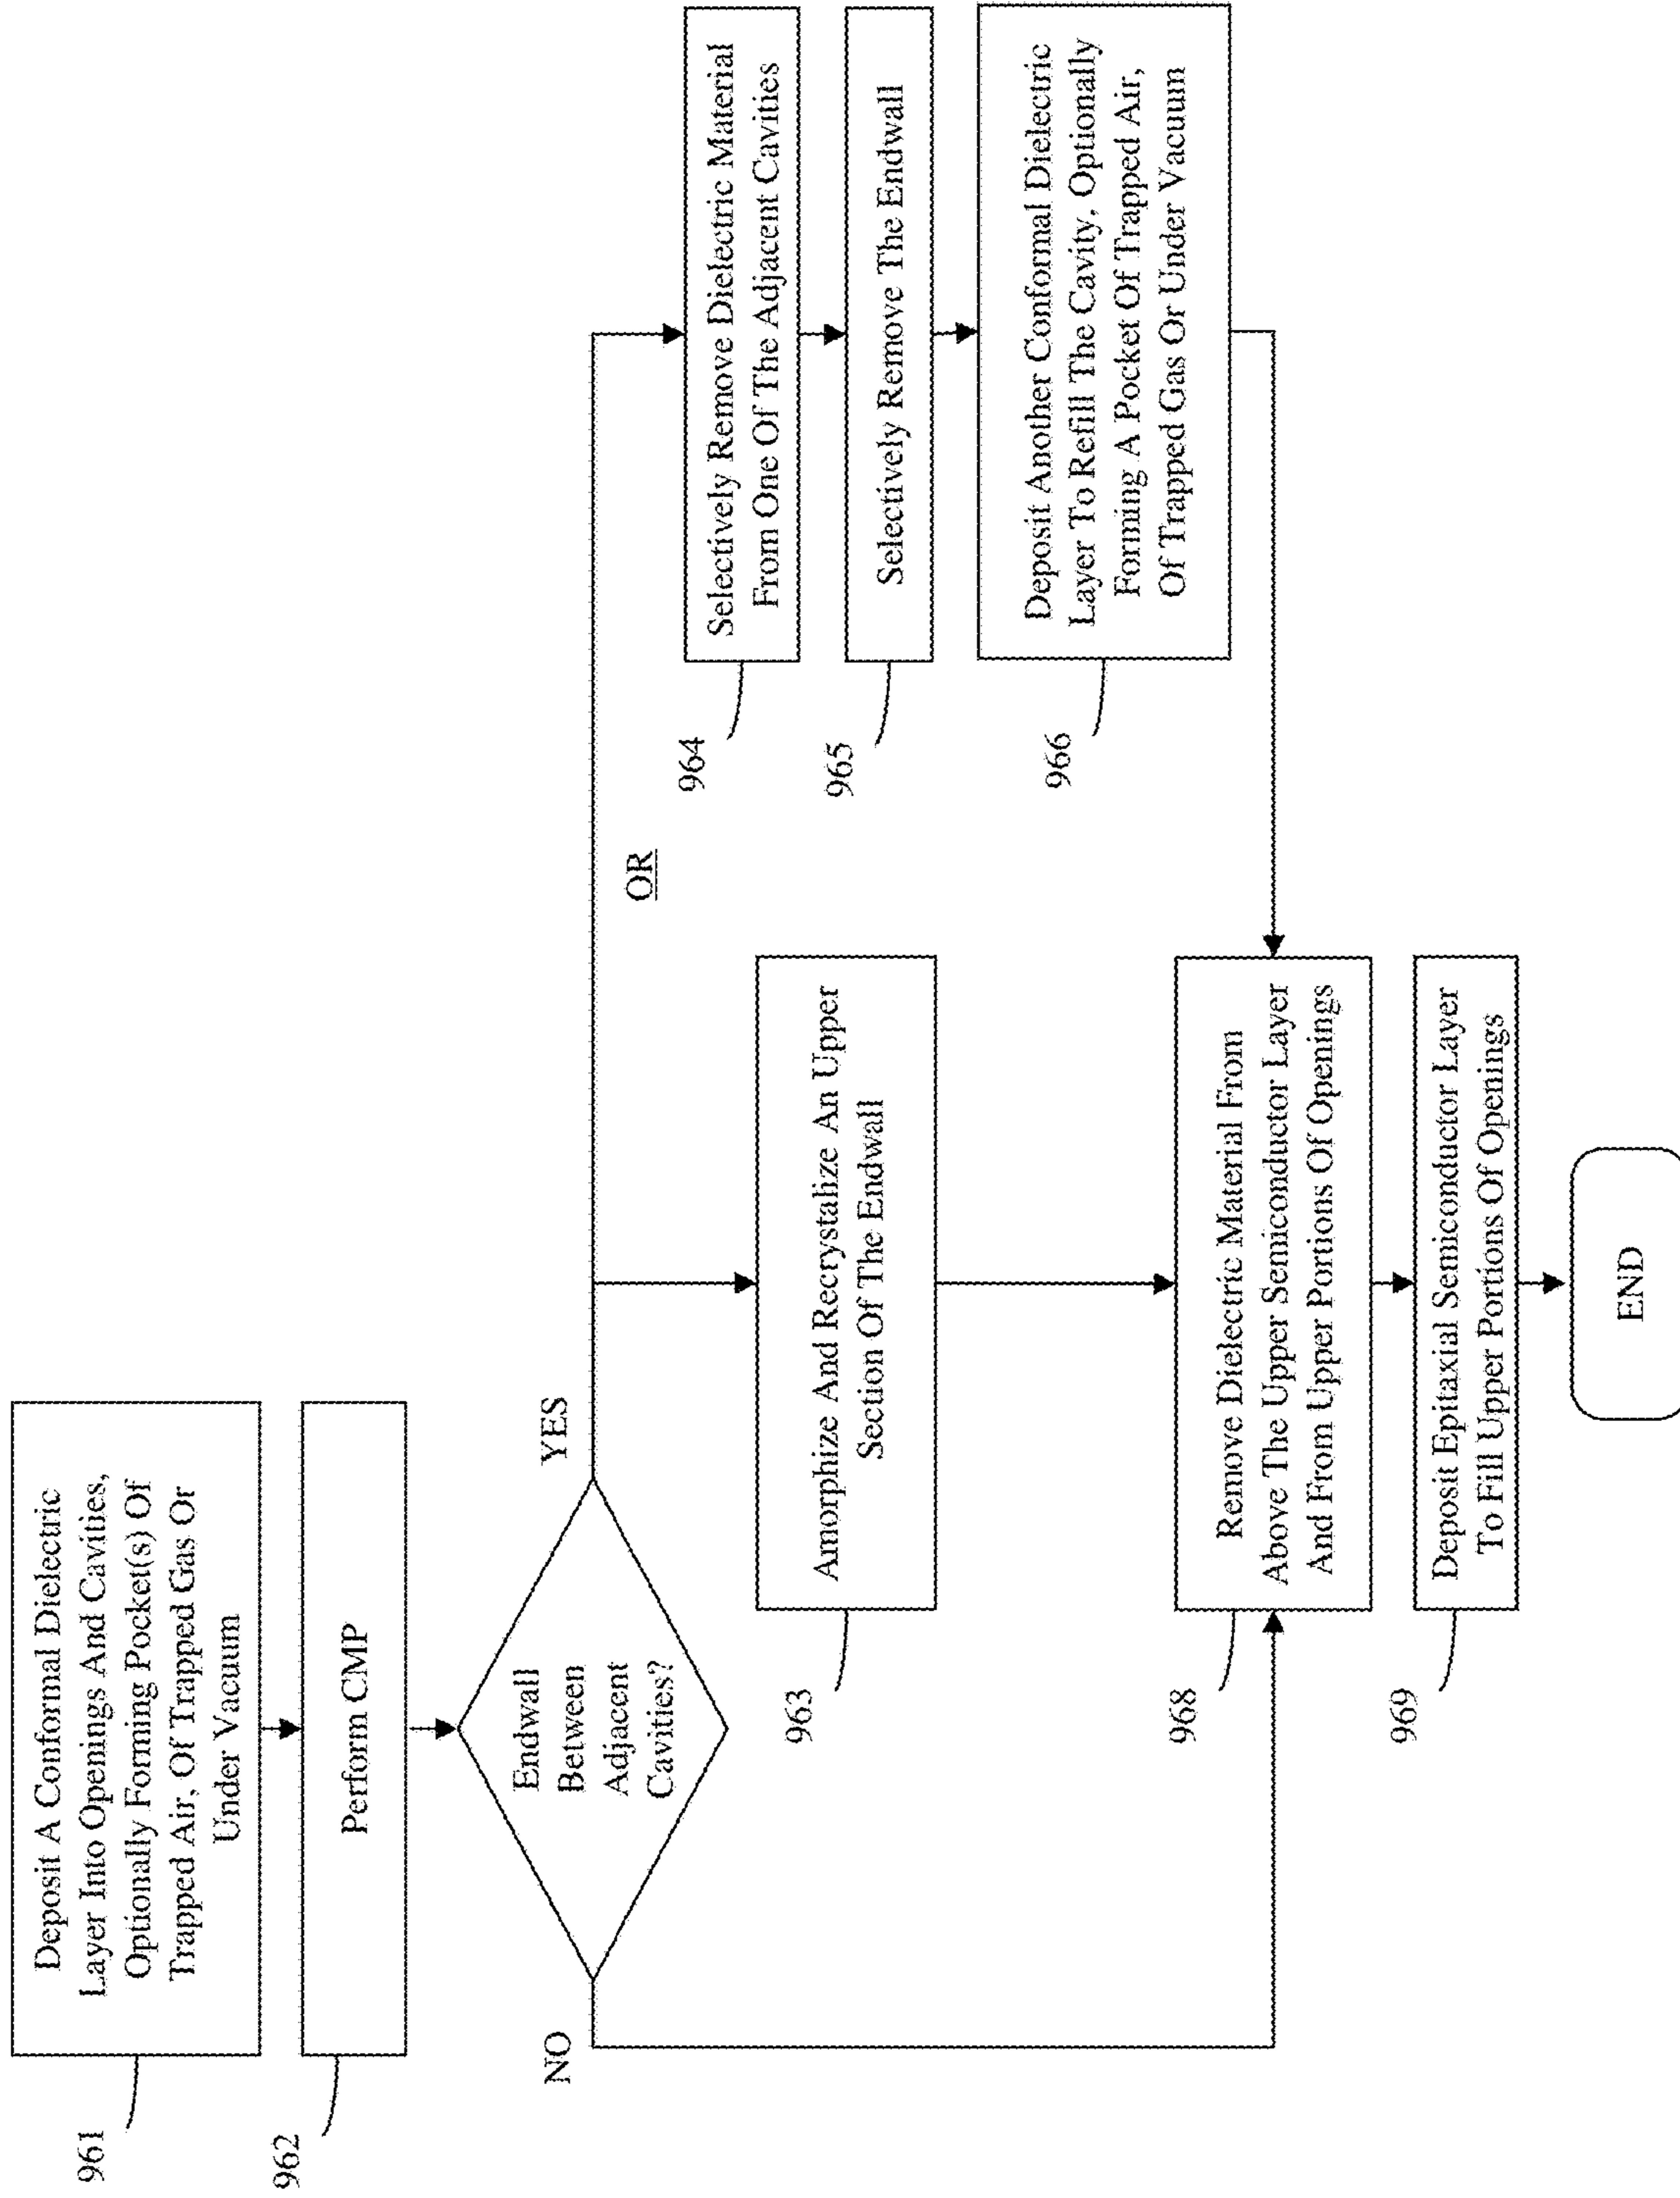 961
Deposit A Conformal Dielectric
Layer Into Openings And Cavities,
Optionally Forming Pocket(s) Of
Trapped Air, Of Trapped Gas Or
Under Vacuum
962
Perform CMP
Endwall
Between
Adjacent
Cavities?
NO
YES
OR
963
Amorphize And Recrystalize An Upper
Section Of The Endwall
964
Selectively Remove Dielectric Material
From One Of The Adjacent Cavities
965
Selectively Remove The Endwall
966
Deposit Another Conformal Dielectric
Layer To Refill The Cavity, Optionally
Forming A Pocket Of Trapped Air,
Of Trapped Gas Or Under Vacuum
968
Remove Dielectric Material From
Above The Upper Semiconductor Layer
And From Upper Portions Of Openings
969
Deposit Epitaxial Semiconductor Layer
To Fill Upper Portions Of Openings
END